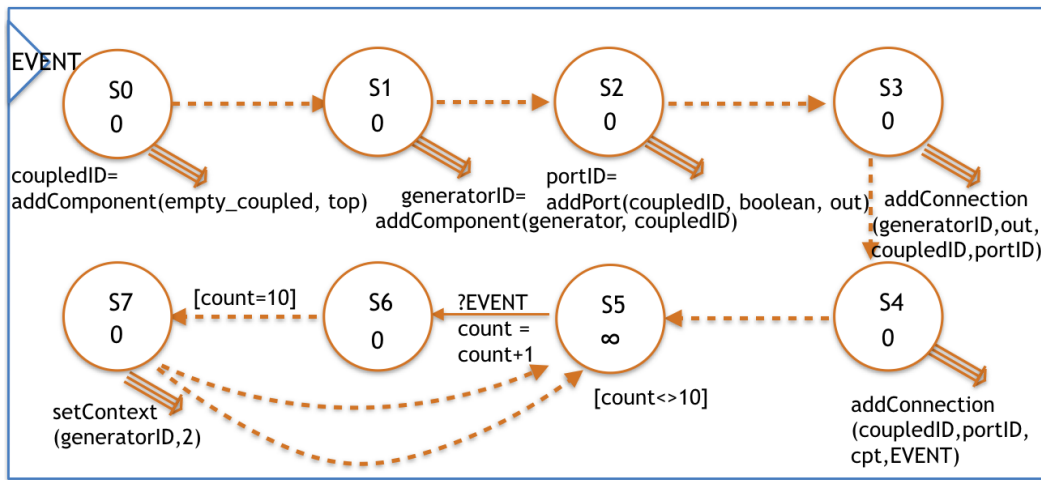 EVENT
S0
0
S1
0
S2
0
S3
0
coupledID=
addComponent(empty_coupled, top)
generatorID=
addComponent(generator, coupledID)
portID=
addPort(coupledID, boolean, out)
addConnection
(generatorID,out,
coupledID,portID)
S7
0
[count=10]
S6
0
?EVENT
count =
count+1
S5
∞
S4
0
setContext
(generatorID,2)
[count<>10]
addConnection
(coupledID,portID,
cpt,EVENT)